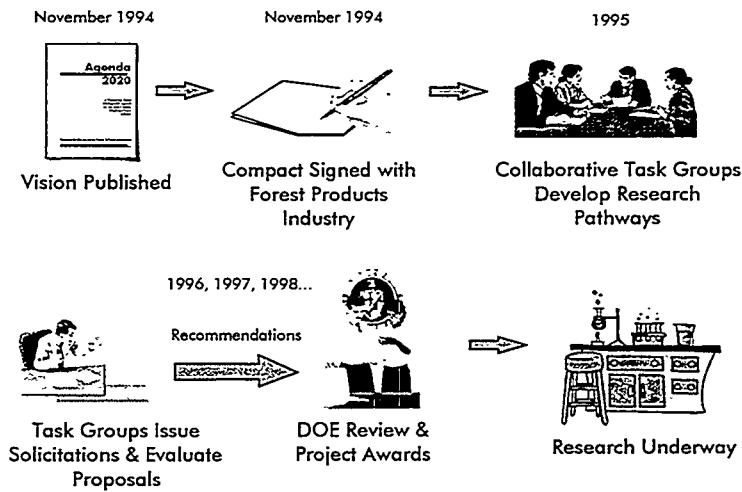 November 1994
November 1994
1995
Agenda
2020
Vision Published
Compact Signed with
Forest Products
Industry
Collaborative Task Groups
Develop Research
Pathways
1996, 1997, 1998...
Recommendations
Task Groups Issue
Solicitations & Evaluate
Proposals
DOE Review &
Project Awards
Research Underway